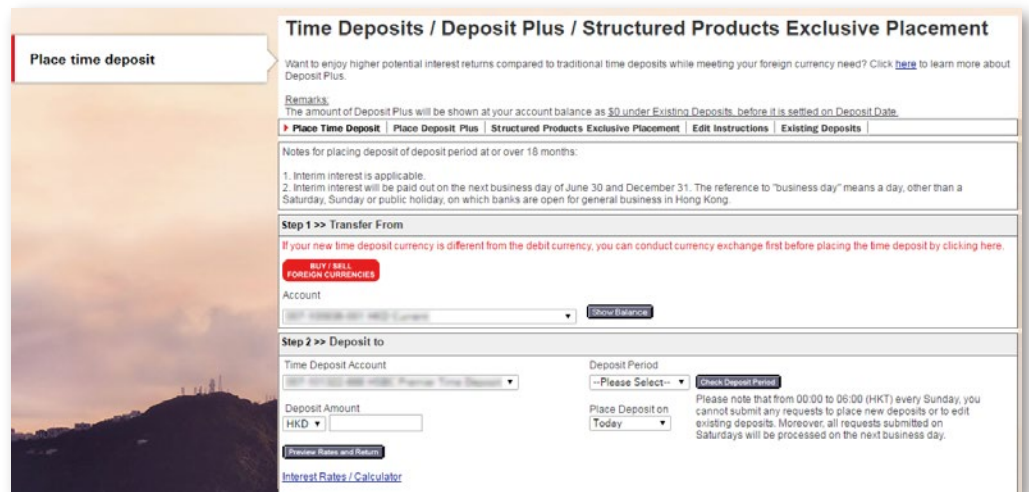 Time Deposits / Deposit Plus / Structured Products Exclusive Placement
Place time deposit
Want to enjoy higher potential interest returns compared to traditional time deposits while meeting your foreign currency need? Click here to learn more about
Deposit Plus.
Remarks:
The amount of Deposit Plus will be shown at your account balance as $0 under Existing Deposits, before it is settled on Deposit Date.
Place Time Deposit | Place Deposit Plus | Structured Products Exclusive Placement | Edit Instructions | Existing Deposits |
Notes for placing deposit of deposit period at or over 18 months:
1. Interim interest is applicable.
2. Interim interest will be paid out on the next business day of June 30 and December 31. The reference to "business day" means a day, other than a
Saturday, Sunday or public holiday, on which banks are open for general business in Hong Kong.
Step 1 >> Transfer From
If your new time deposit currency is different from the debit currency, you can conduct currency exchange first before placing the time deposit by clicking here.
BUY / SELL
FOREIGN CURRENCIES
Account
HKD Current
Show Balance
Step 2 >> Deposit to
Time Deposit Account
HSBC Premier Time Deposit
Deposit Period
--Please Select--
Check Deposit Period
Deposit Amount
HKD
Place Deposit on
Today
Please note that from 00:00 to 06:00 (HKT) every Sunday, you
cannot submit any requests to place new deposits or to edit
existing deposits. Moreover, all requests submitted on
Saturdays will be processed on the next business day.
Preview Rates and Return
Interest Rates / Calculator